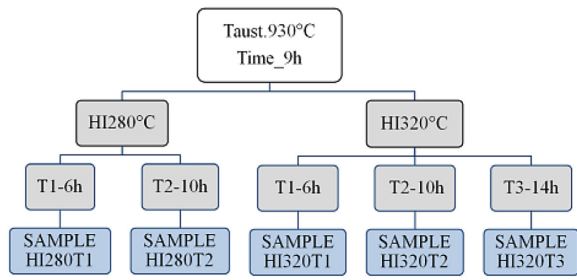 Taust.930°C
Time_9h
HI280°C
HI320°C
T1-6h
T2-10h
T1-6h
T2-10h
T3-14h
SAMPLE
HI280T1
SAMPLE
HI280T2
SAMPLE
HI320T1
SAMPLE
HI320T2
SAMPLE
HI320T3